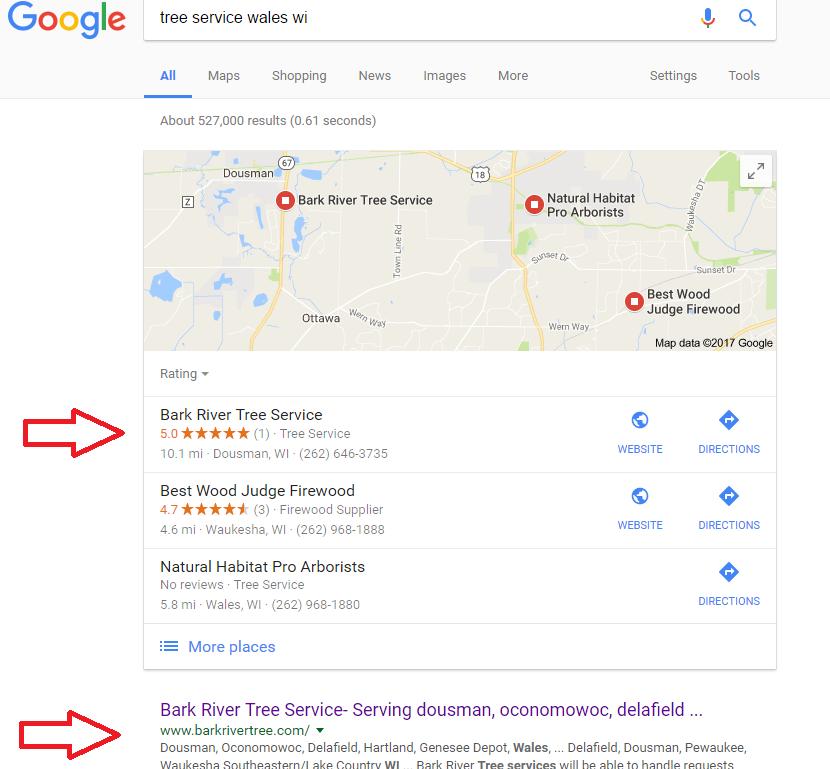 Google
tree service wales wi
All Maps Shopping News Images More Settings Tools
About 527,000 results (0.61 seconds)
67
Dousman
18
Z
Bark River Tree Service
Natural Habitat
Pro Arborists
Waukesha DT.
Town Line Rd
Sunset Dr
Sunset Dr
Best Wood
Judge Firewood
Ottawa
Wern Way
Wern Way
Map data ©2017 Google
Rating
Bark River Tree Service
5.0 (1) · Tree Service
10.1 mi · Dousman, WI · (262) 646-3735
WEBSITE DIRECTIONS
Best Wood Judge Firewood
4.7 (3) · Firewood Supplier
4.6 mi · Waukesha, WI · (262) 968-1888
WEBSITE DIRECTIONS
Natural Habitat Pro Arborists
No reviews · Tree Service
5.8 mi · Wales, WI · (262) 968-1880
DIRECTIONS
More places
Bark River Tree Service- Serving dousman, oconomowoc, delafield ...
www.barkrivertree.com/
Dousman, Oconomowoc, Delafield, Hartland, Genesee Depot, Wales, ... Delafield, Dousman, Pewaukee,
Waukesha Southeastern/Lake Country WI ... Bark River Tree services will be able to handle requests